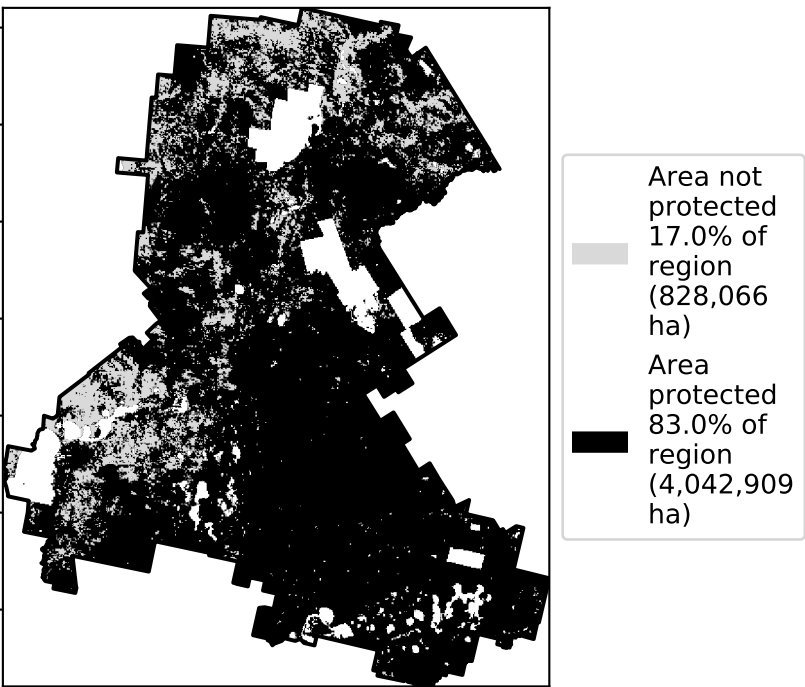 Area not
protected
17.0% of
region
(828,066
ha)
Area
protected
83.0% of
region
(4,042,909
ha)